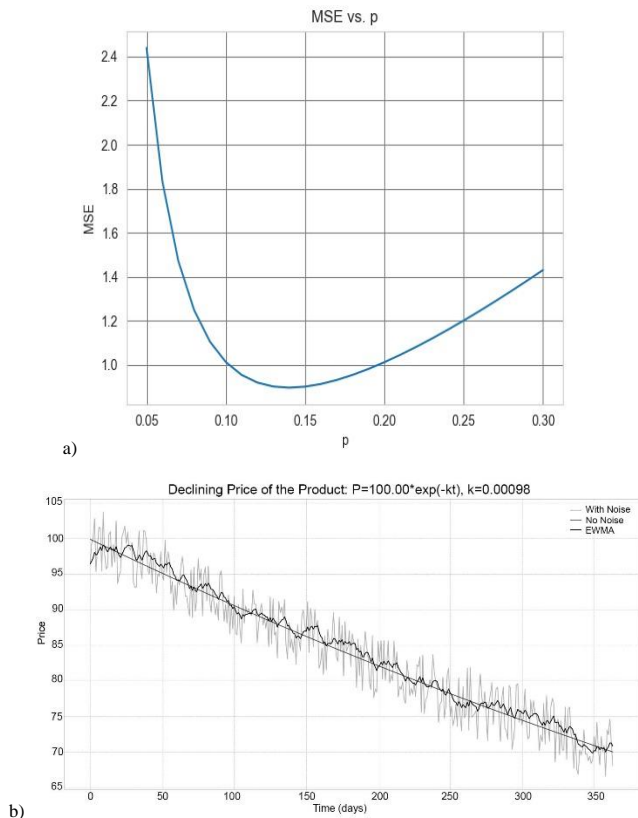 MSE vs. p
2.4
2.2
2.0
1.8
1.6
1.4
1.2
1.0
MSE
0.05 0.10 0.15 0.20 0.25 0.30
p
a)
Declining Price of the Product: P=100.00*exp(-kt), k=0.00098
With Noise
No Noise
EWMA
105
100
95
90
85
80
75
70
65
Price
0 50 100 150 200 250 300 350
Time (days)
b)